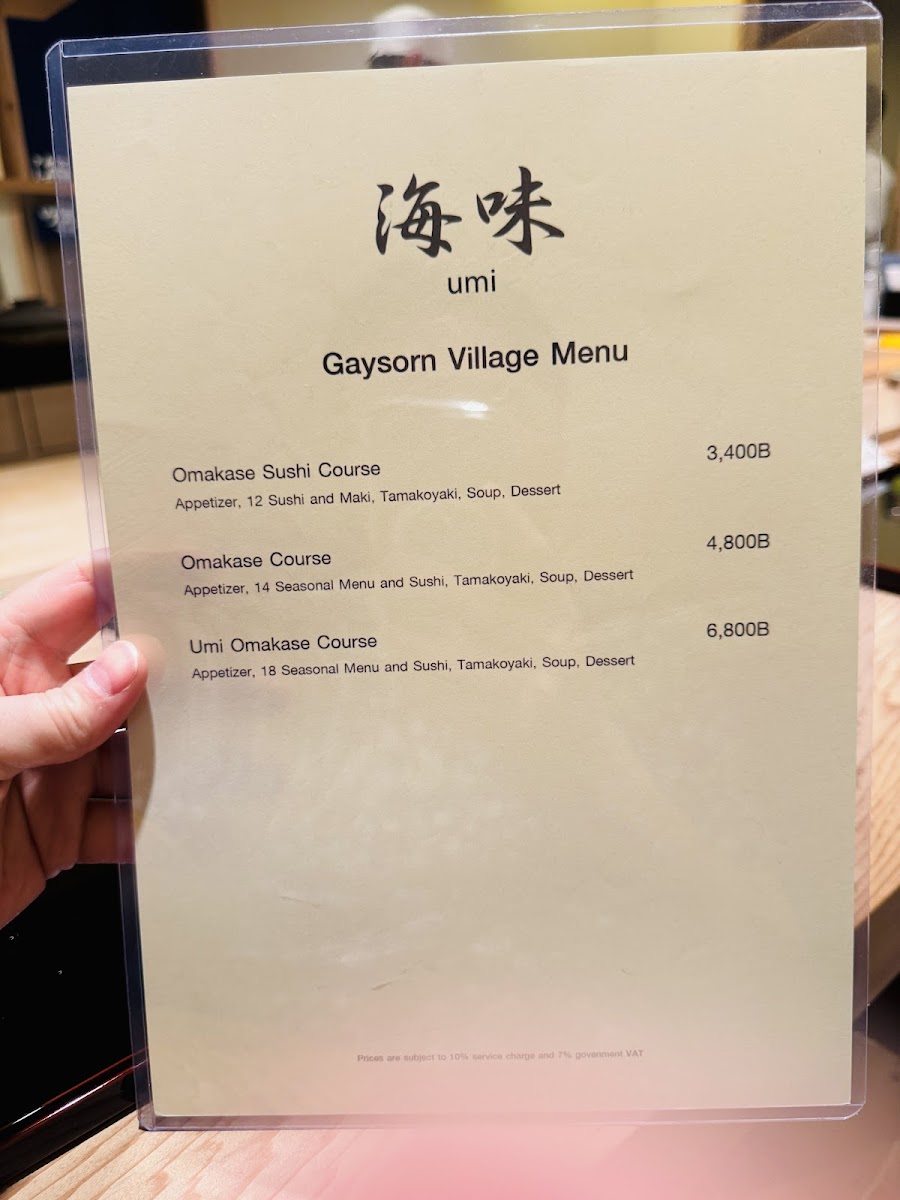 海味
umi
Gaysorn Village Menu
Omakase Sushi Course 3,400B
Appetizer, 12 Sushi and Maki, Tamakoyaki, Soup, Dessert
Omakase Course 4,800B
Appetizer, 14 Seasonal Menu and Sushi, Tamakoyaki, Soup, Dessert
Umi Omakase Course 6,800B
Appetizer, 18 Seasonal Menu and Sushi, Tamakoyaki, Soup, Dessert
Prices are subject to 10% service charge and 7% govenment VAT